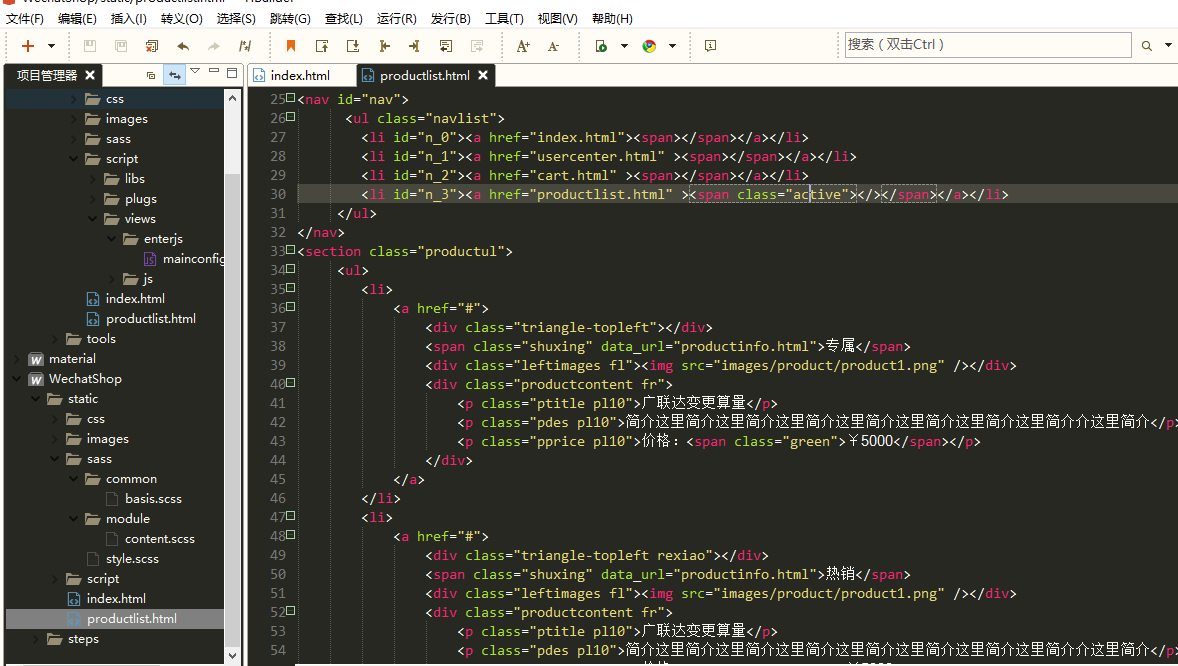 文件(F) 编辑(E) 插入(I) 转义(O) 选择(S) 跳转(G) 查找(L) 运行(R) 发行(B) 工具(T) 视图(V) 帮助(H)
搜索（双击Ctrl）
项目管理器
index.html productlist.html
css
images
sass
script
libs
plugs
views
enterjs
mainconfig
js
index.html
productlist.html
tools
material
WechatShop
static
css
images
sass
common
basis.scss
module
content.scss
style.scss
script
index.html
productlist.html
steps
25 <nav id="nav">
26 <ul class="navlist">
27 <li id="n_0"><a href="index.html"><span></span></a></li>
28 <li id="n_1"><a href="usercenter.html" ><span></span></a></li>
29 <li id="n_2"><a href="cart.html" ><span></span></a></li>
30 <li id="n_3"><a href="productlist.html" ><span class="active"></></span></a></li>
31 </ul>
32 </nav>
33 <section class="productul">
34 <ul>
35 <li>
36 <a href="#">
37 <div class="triangle-topleft"></div>
38 <span class="shuxing" data_url="productinfo.html">专属</span>
39 <div class="leftimages fl"><img src="images/product/product1.png" /></div>
40 <div class="productcontent fr">
41 <p class="ptitle pl10">广联达变更算量</p>
42 <p class="pdes pl10">简介这里简介这里简介这里简介这里简介这里简介这里简介这里简介介这里简介</p>
43 <p class="pprice pl10">价格：<span class="green">￥5000</span></p>
44 </div>
45 </a>
46 </li>
47 <li>
48 <a href="#">
49 <div class="triangle-topleft rexiao"></div>
50 <span class="shuxing" data_url="productinfo.html">热销</span>
51 <div class="leftimages fl"><img src="images/product/product1.png" /></div>
52 <div class="productcontent fr">
53 <p class="ptitle pl10">广联达变更算量</p>
54 <p class="pdes pl10">简介这里简介这里简介这里简介这里简介这里简介这里简介这里简介介这里简介</p>